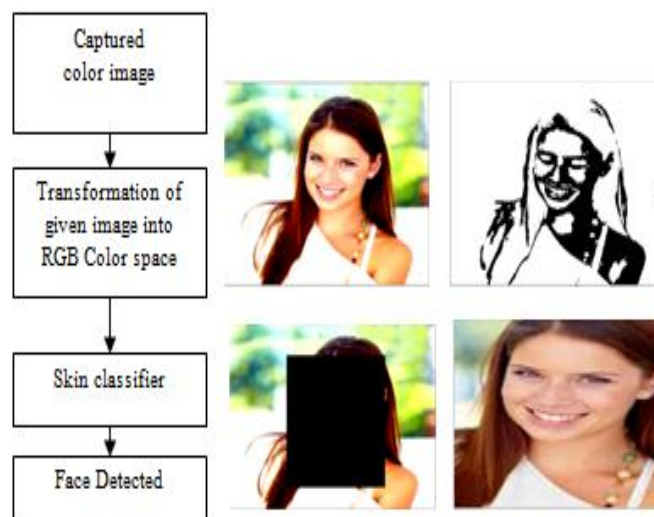 Captured
color image
Transformation of
given image into
RGB Color space
Skin classifier
Face Detected